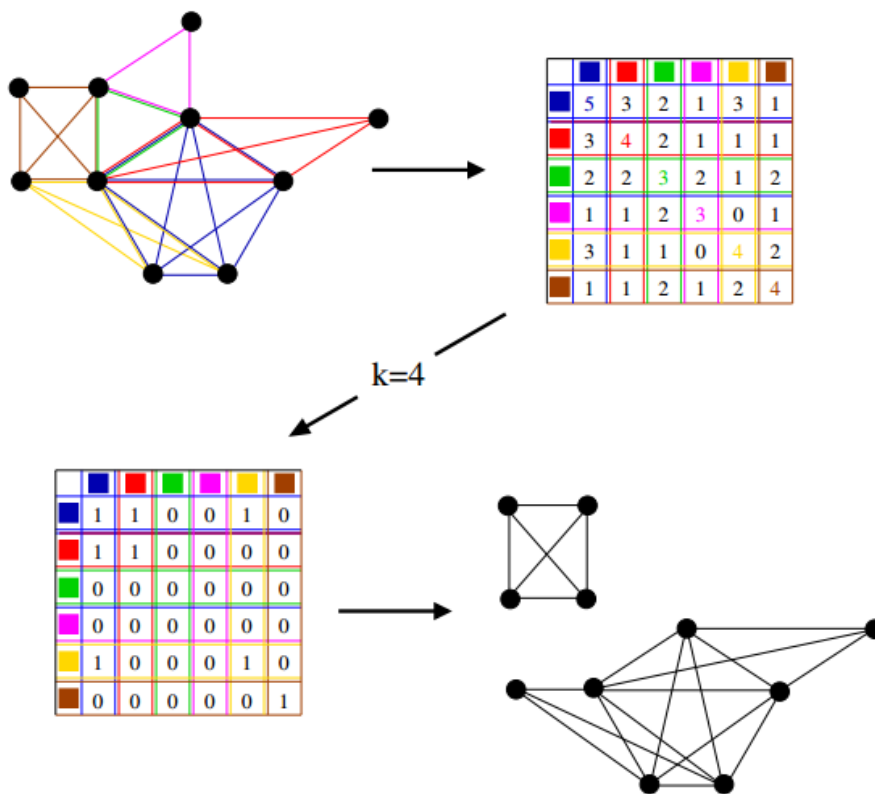 5 3 2 1 3 1
3 4 2 1 1 1
2 2 3 2 1 2
1 1 2 3 0 1
3 1 1 0 4 2
1 1 2 1 2 4
k=4
1 1 0 0 1 0
1 1 0 0 0 0
0 0 0 0 0 0
0 0 0 0 0 0
1 0 0 0 1 0
0 0 0 0 0 1